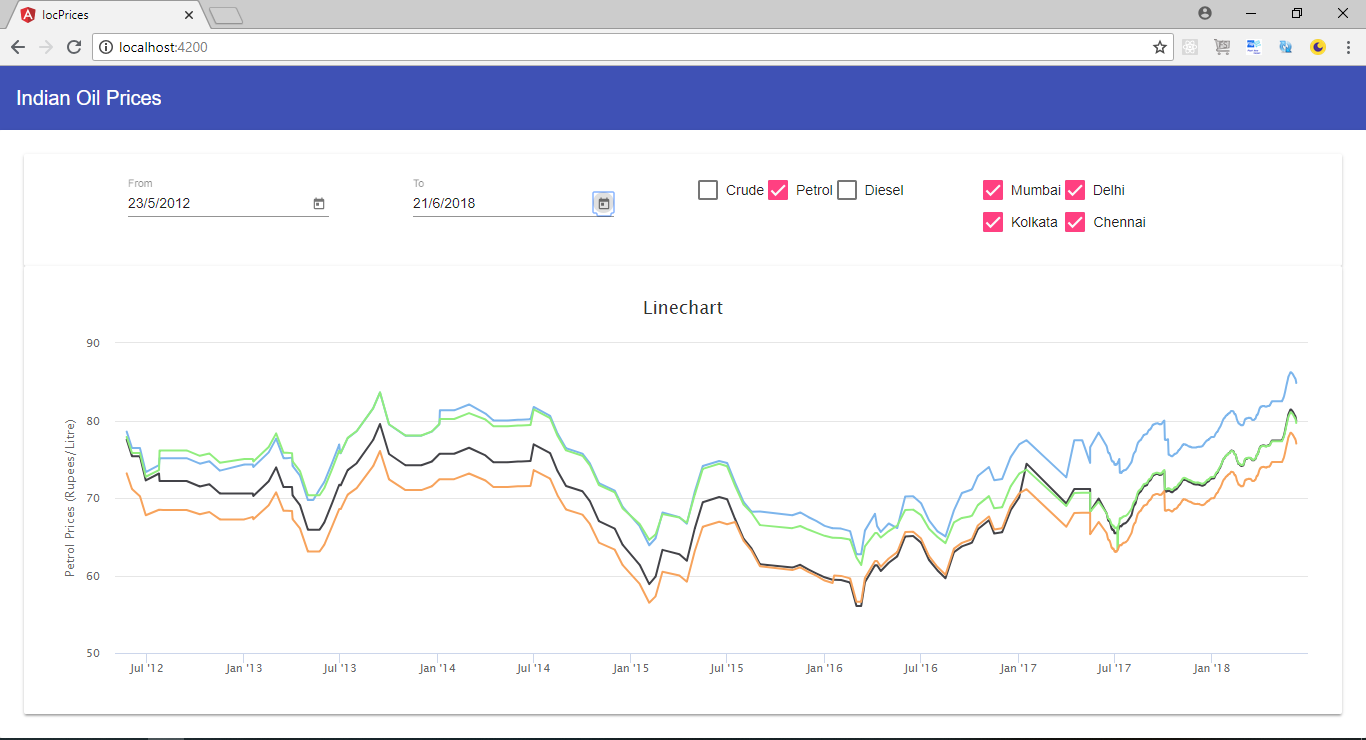 IocPrices
localhost:4200
Indian Oil Prices
From
23/5/2012
To
21/6/2018
Crude Petrol Diesel
Mumbai Delhi
Kolkata Chennai
Linechart
Petrol Prices (Rupees/Litre)
90
80
70
60
50
Jul '12 Jan '13 Jul '13 Jan '14 Jul '14 Jan '15 Jul '15 Jan '16 Jul '16 Jan '17 Jul '17 Jan '18